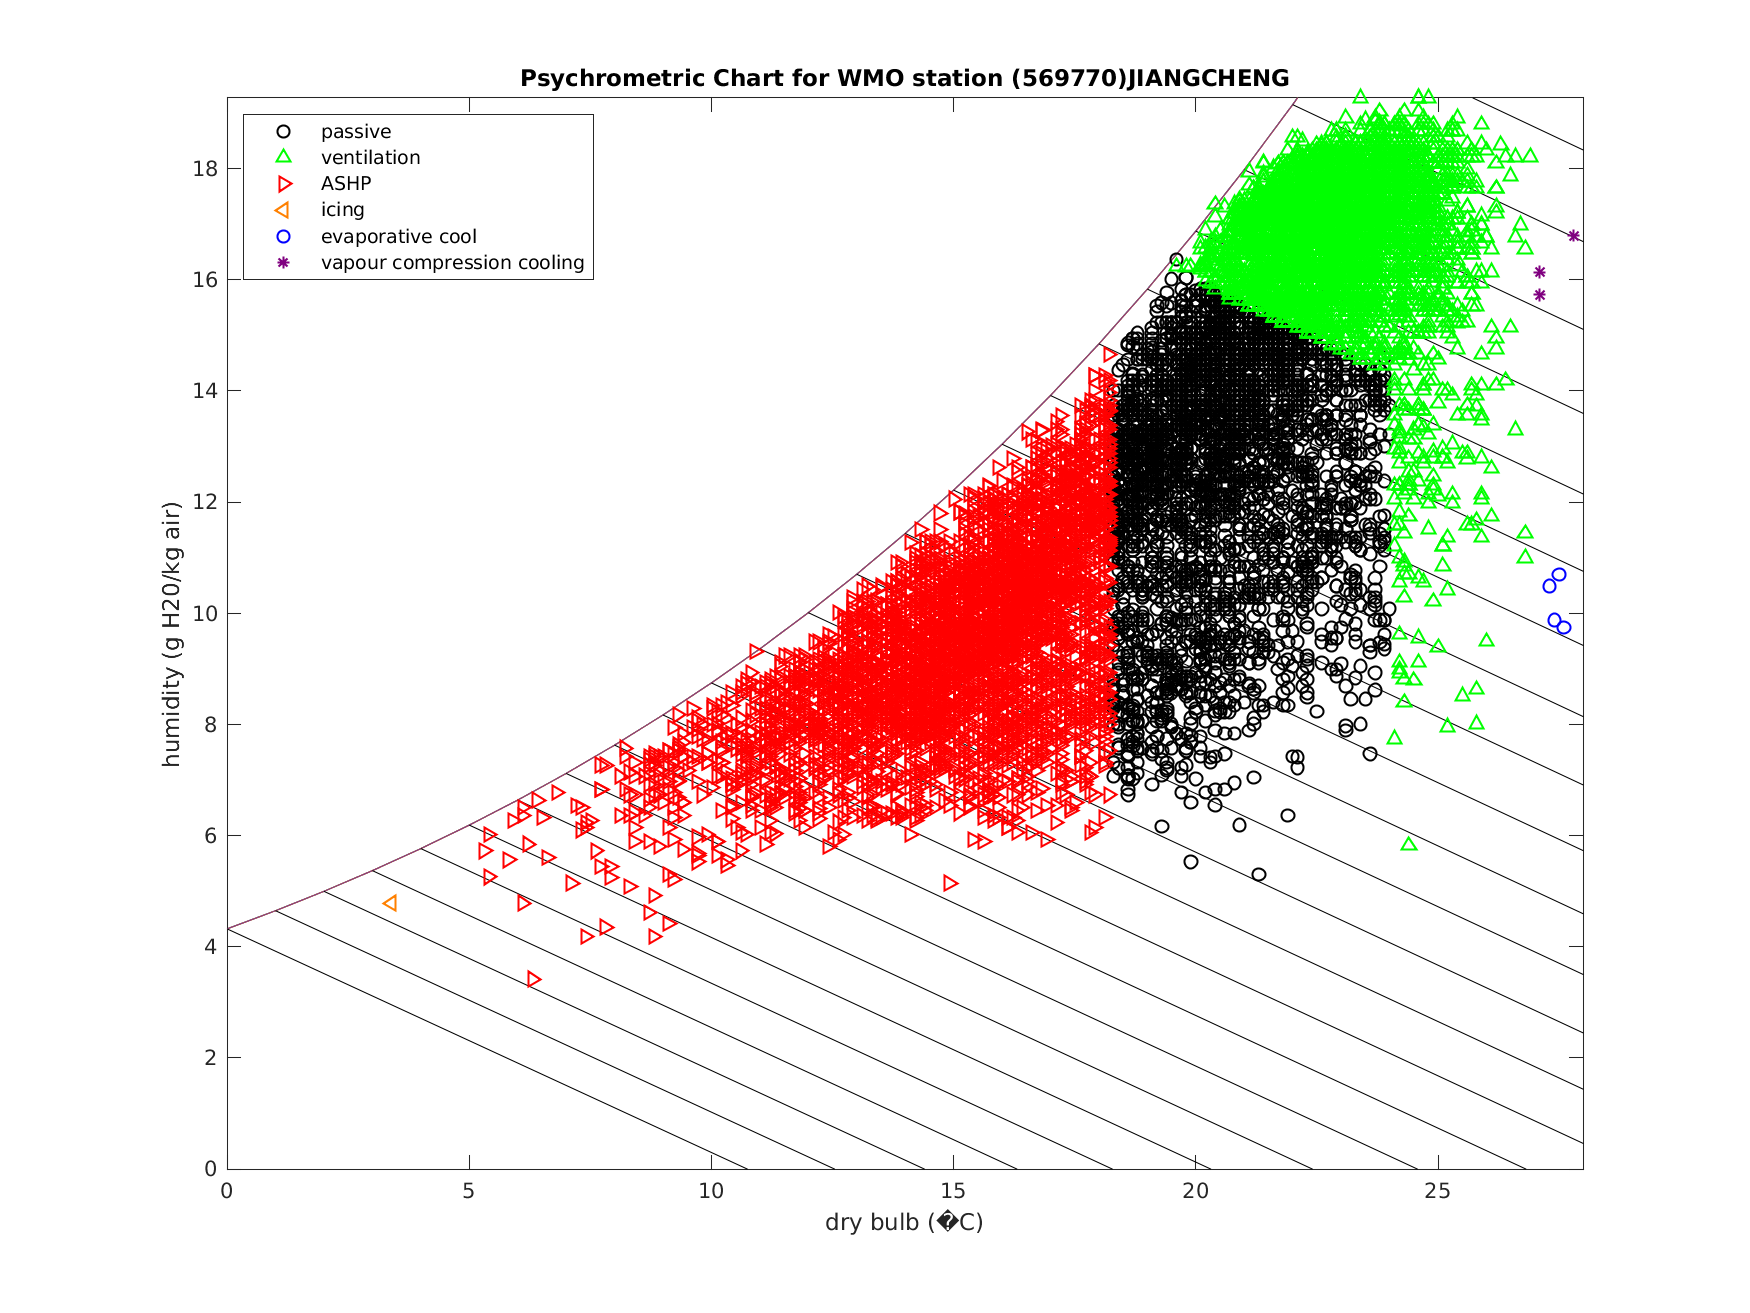 Psychrometric Chart for WMO station (569770)JIANGCHENG
passive
ventilation
ASHP
icing
evaporative cool
vapour compression cooling
humidity (g H20/kg air)
18
16
14
12
10
8
6
4
2
0
0 5 10 15 20 25
dry bulb (�C)